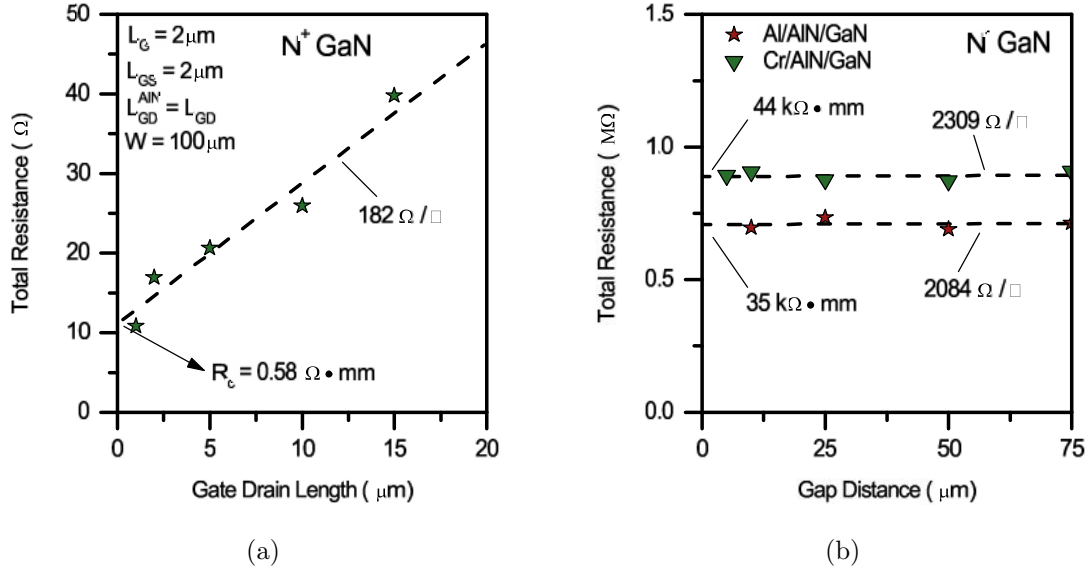 50
40
30
20
10
0
Total Resistance ( Ω)
L_G = 2μm
L_GS = 2μm
L_GD^AlN = L_GD
W = 100μm
N⁺ GaN
182 Ω / □
R_c = 0.58 Ω • mm
0 5 10 15 20
Gate Drain Length ( μm)
(a)
1.5
1.0
0.5
0.0
Total Resistance ( MΩ)
Al/AlN/GaN
Cr/AlN/GaN
N⁻ GaN
44 kΩ • mm
2309 Ω / □
35 kΩ • mm
2084 Ω / □
0 25 50 75
Gap Distance ( μm)
(b)